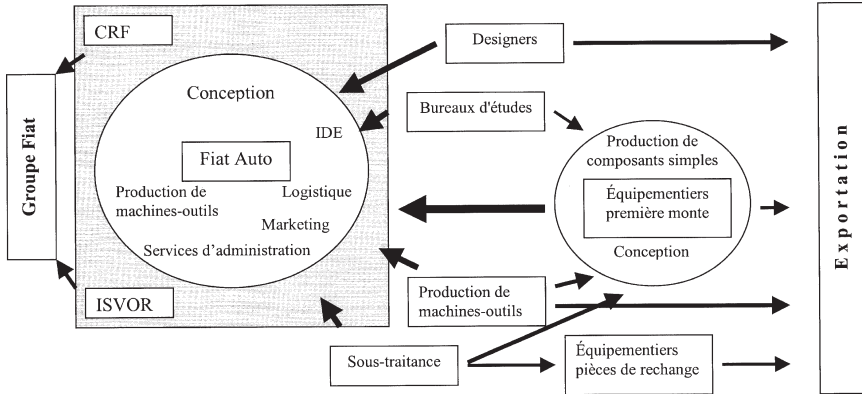 CRF
Groupe Fiat
Conception
IDE
Fiat Auto
Production de
machines-outils
Logistique
Marketing
Services d'administration
ISVOR
Designers
Bureaux d'études
Production de
composants simples
Équipementiers
première monte
Conception
Production de
machines-outils
Sous-traitance
Équipementiers
pièces de rechange
Exportation